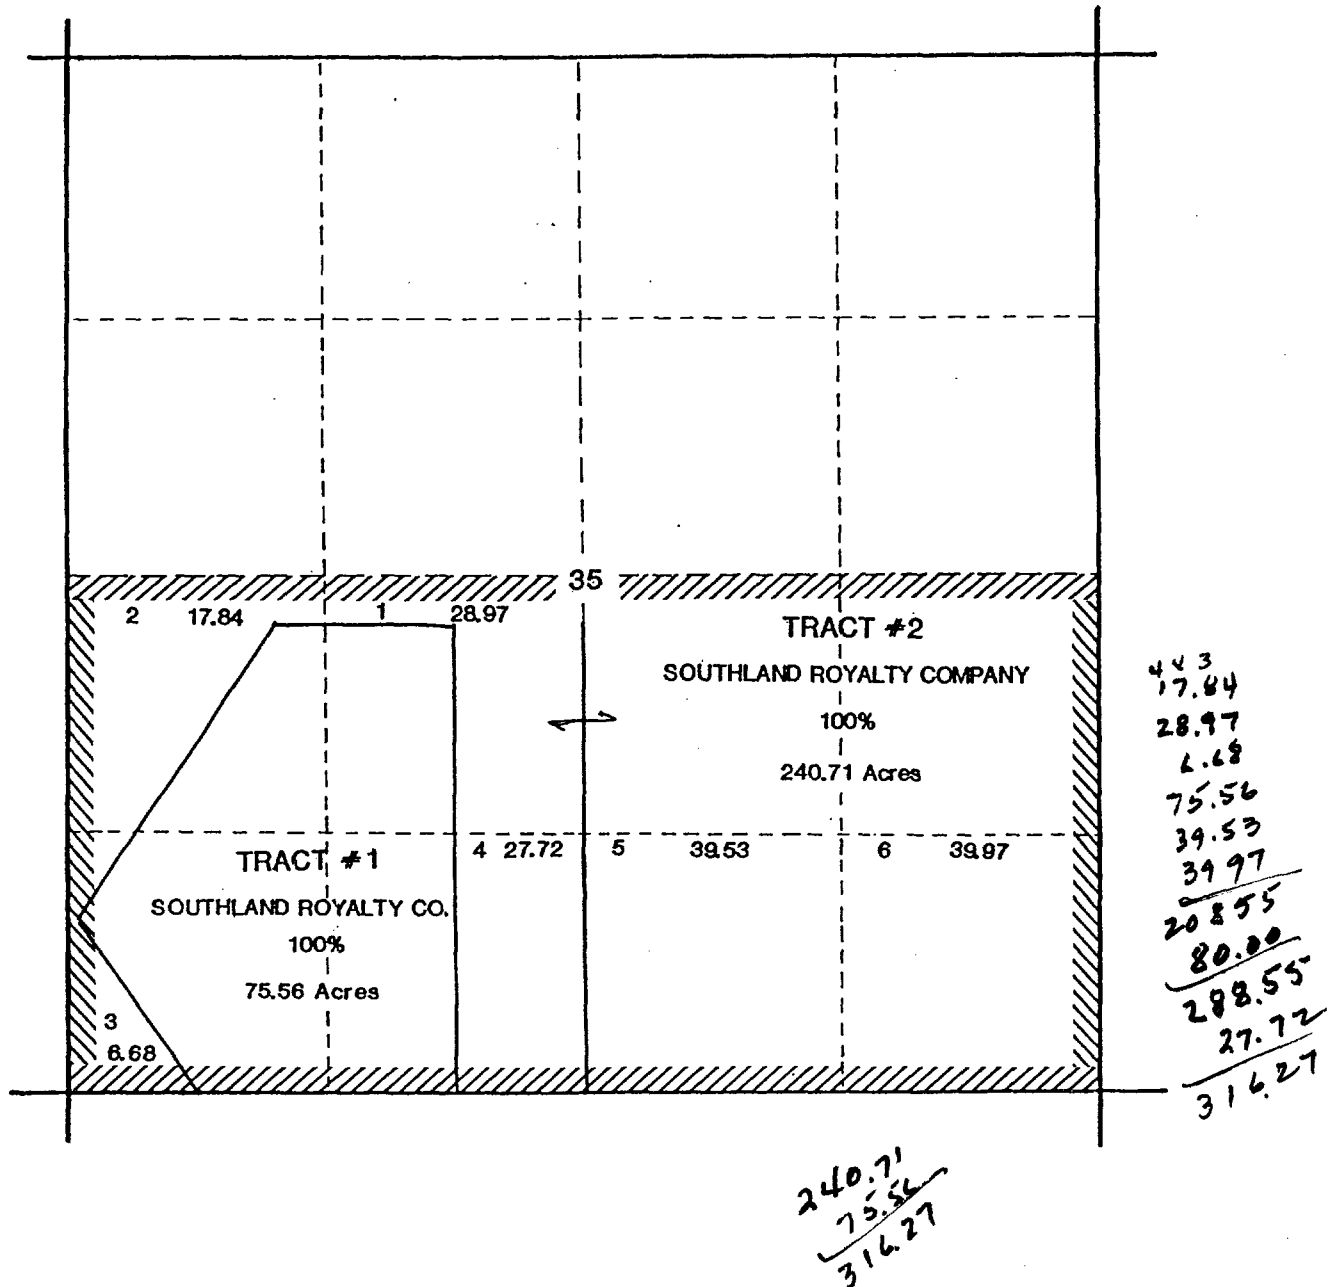 35
2 17.84 1 28.97
TRACT #2
SOUTHLAND ROYALTY COMPANY
100%
240.71 Acres
4 27.72 5 39.53 6 39.97
TRACT #1
SOUTHLAND ROYALTY CO.
100%
75.56 Acres
3
6.68
17.84
28.97
6.68
75.56
39.53
39 97
208 55
80.00
288.55
27.72
316.27
240.71
75.56
316.27